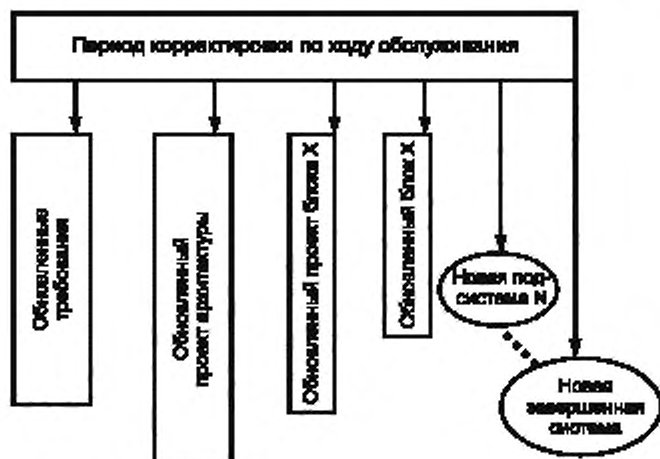 Период корректировки по ходу обслуживания
Обновленные
требования
Обновленный
проект архитектуры
Обновленный проект блока X
Обновленный блок X
Новая под-
система N
Новая
завершенная
система